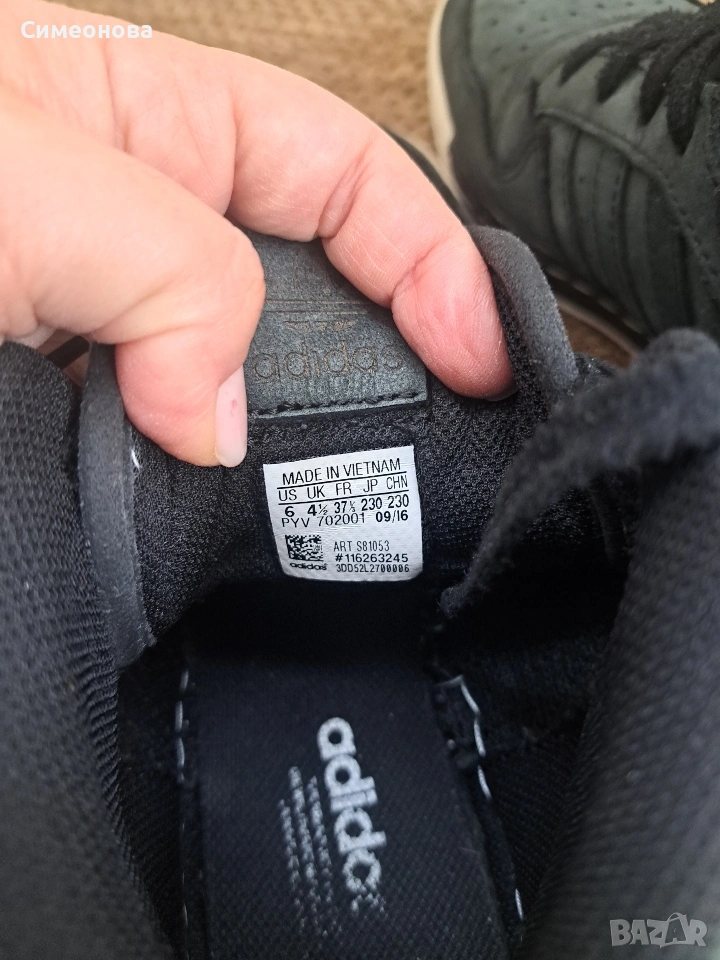 Симеонова
adidas
MADE IN VIETNAM
US UK FR JP CHN
6 4½ 37⅓ 230 230
PYV 702001 09/16
ART S81053
#116263245
adidas 3DD52L2700006
adidas
BAZAR